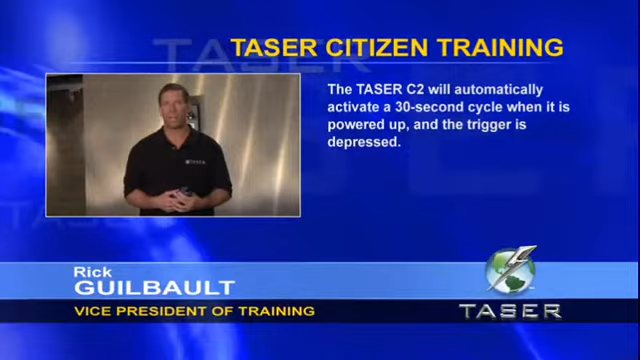 TASER CITIZEN TRAINING
The TASER C2 will automatically
activate a 30-second cycle when it is
powered up, and the trigger is
depressed.
TASER
Rick
GUILBAULT
VICE PRESIDENT OF TRAINING
TASER